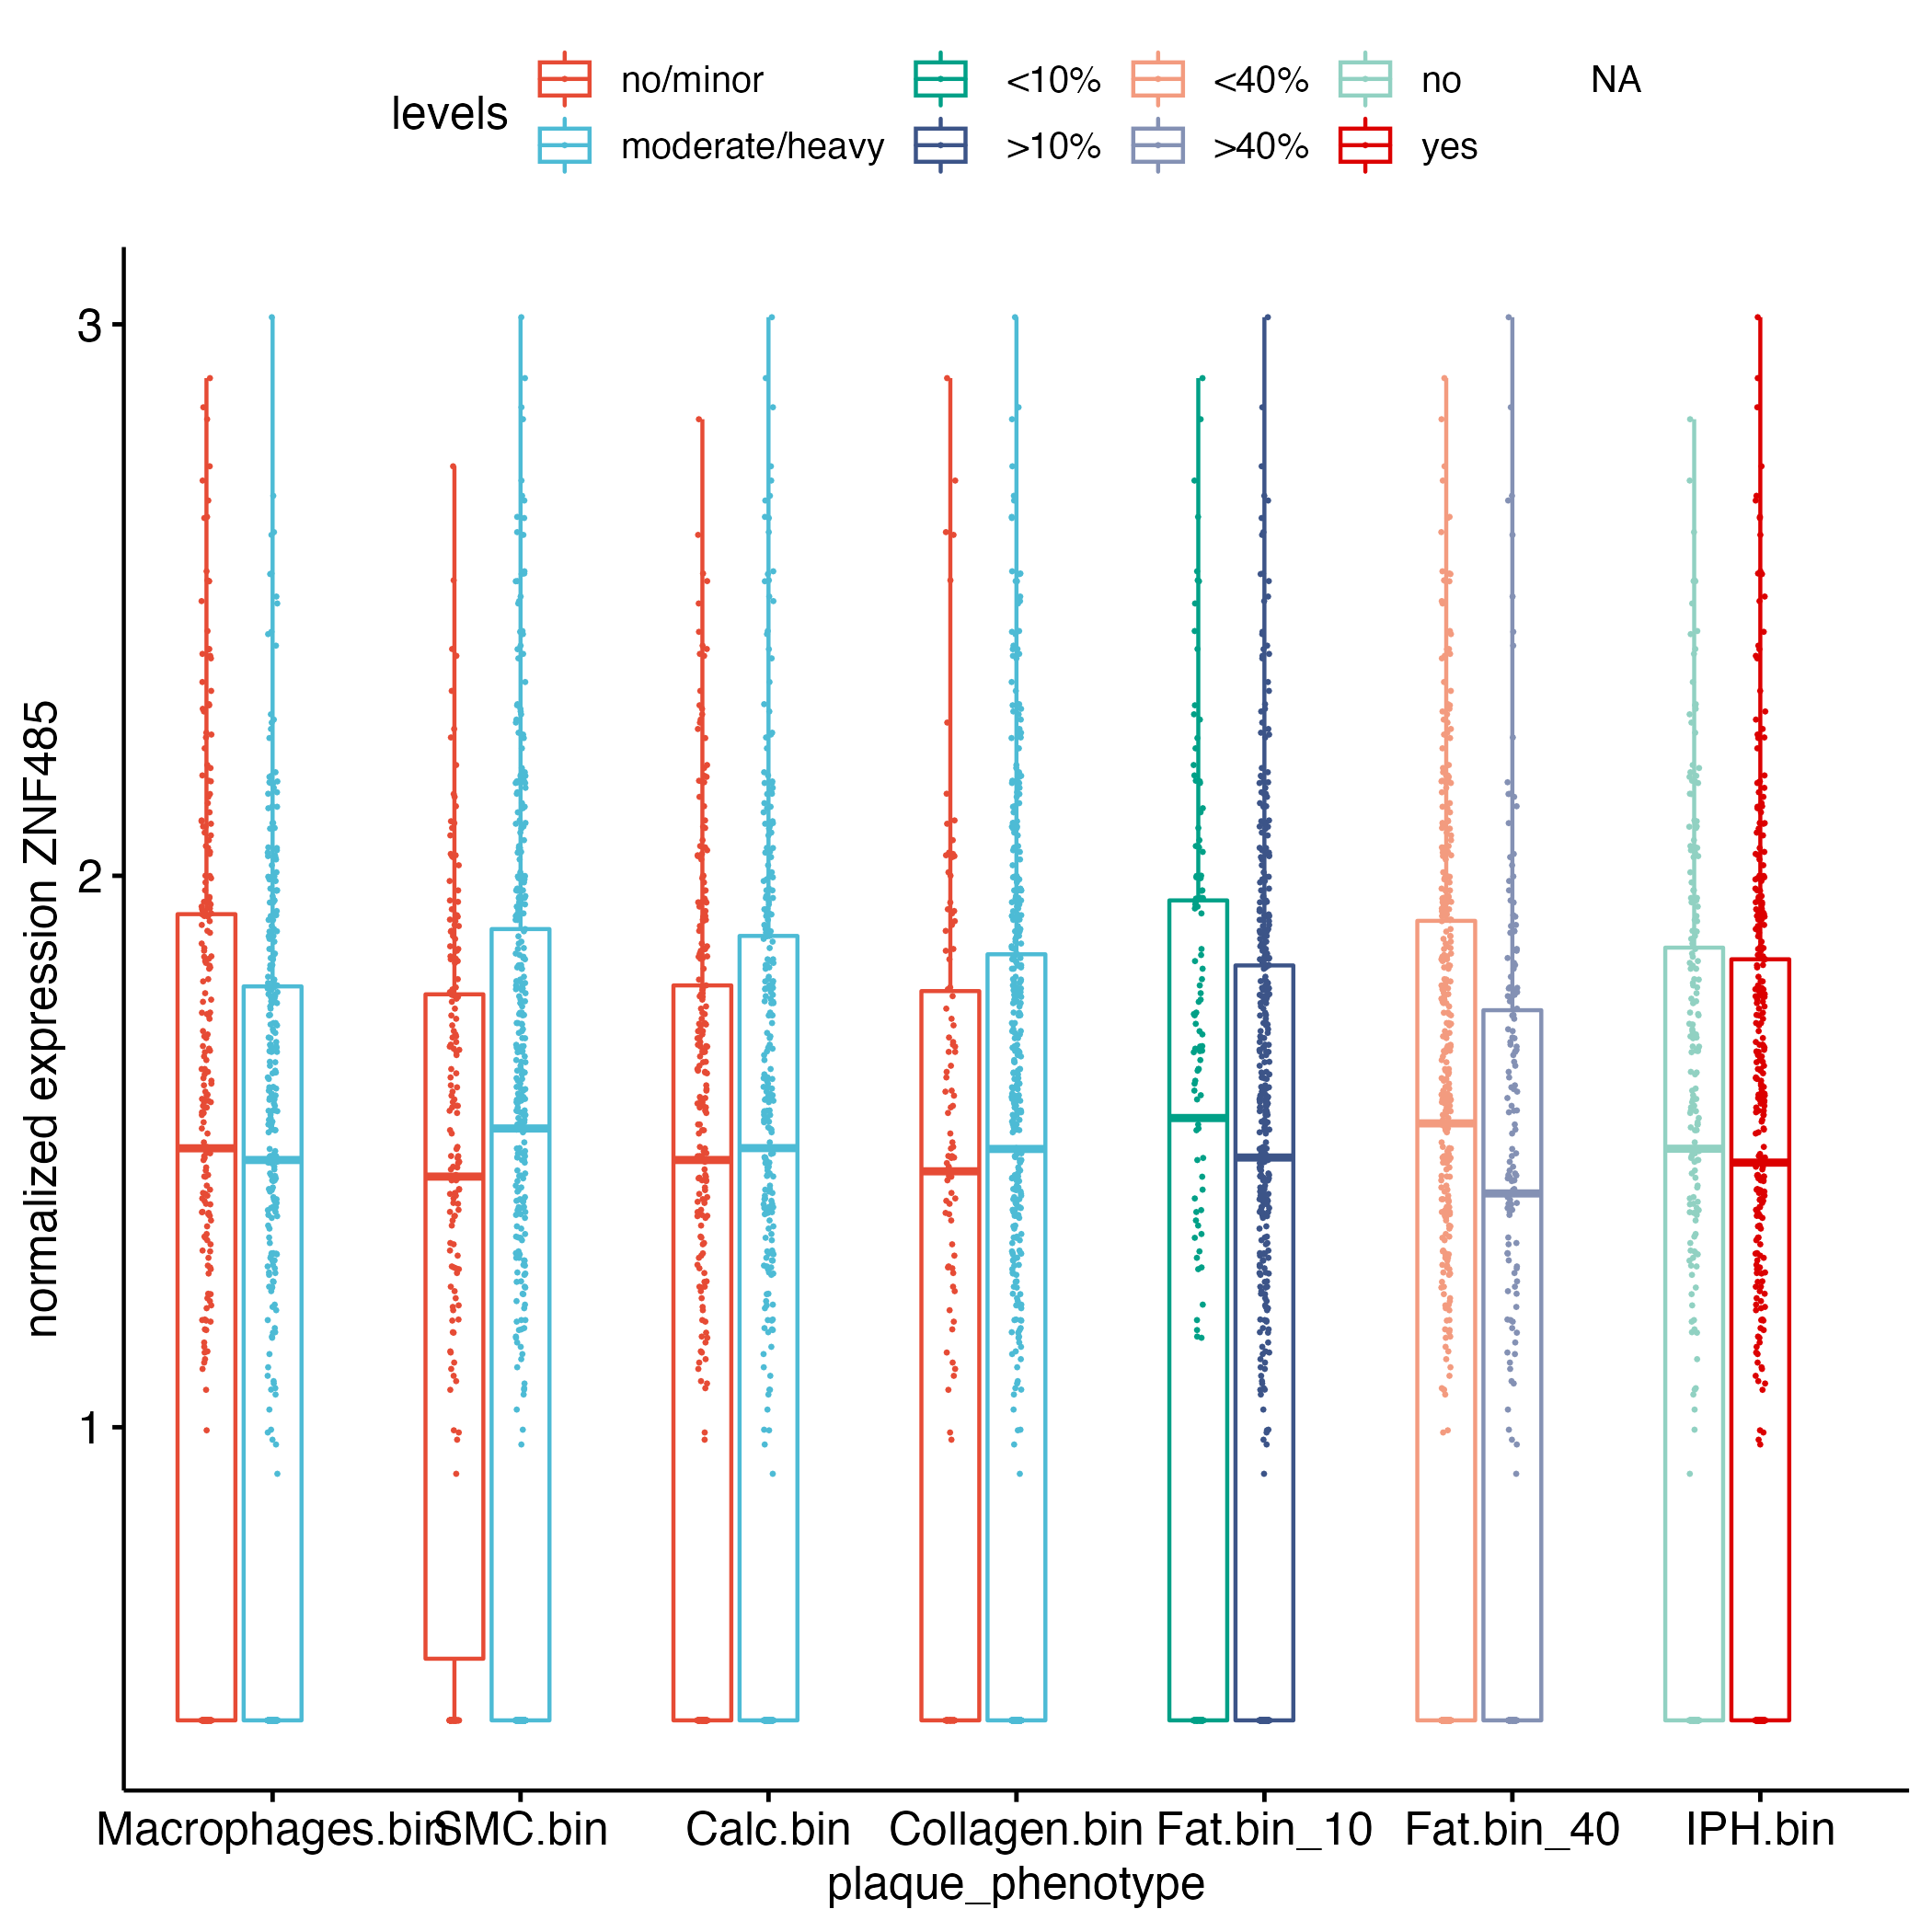 levels
no/minor <10% <40% no NA
moderate/heavy >10% >40% yes
normalized expression ZNF485
3
2
1
Macrophages.bin SMC.bin Calc.bin Collagen.bin Fat.bin_10 Fat.bin_40 IPH.bin
plaque_phenotype